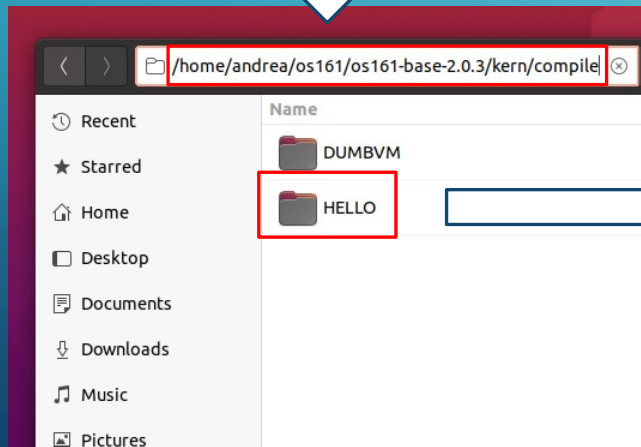 /home/andrea/os161/os161-base-2.0.3/kern/compile
Recent
Starred
Home
Desktop
Documents
Downloads
Music
Pictures
Name
DUMBVM
HELLO